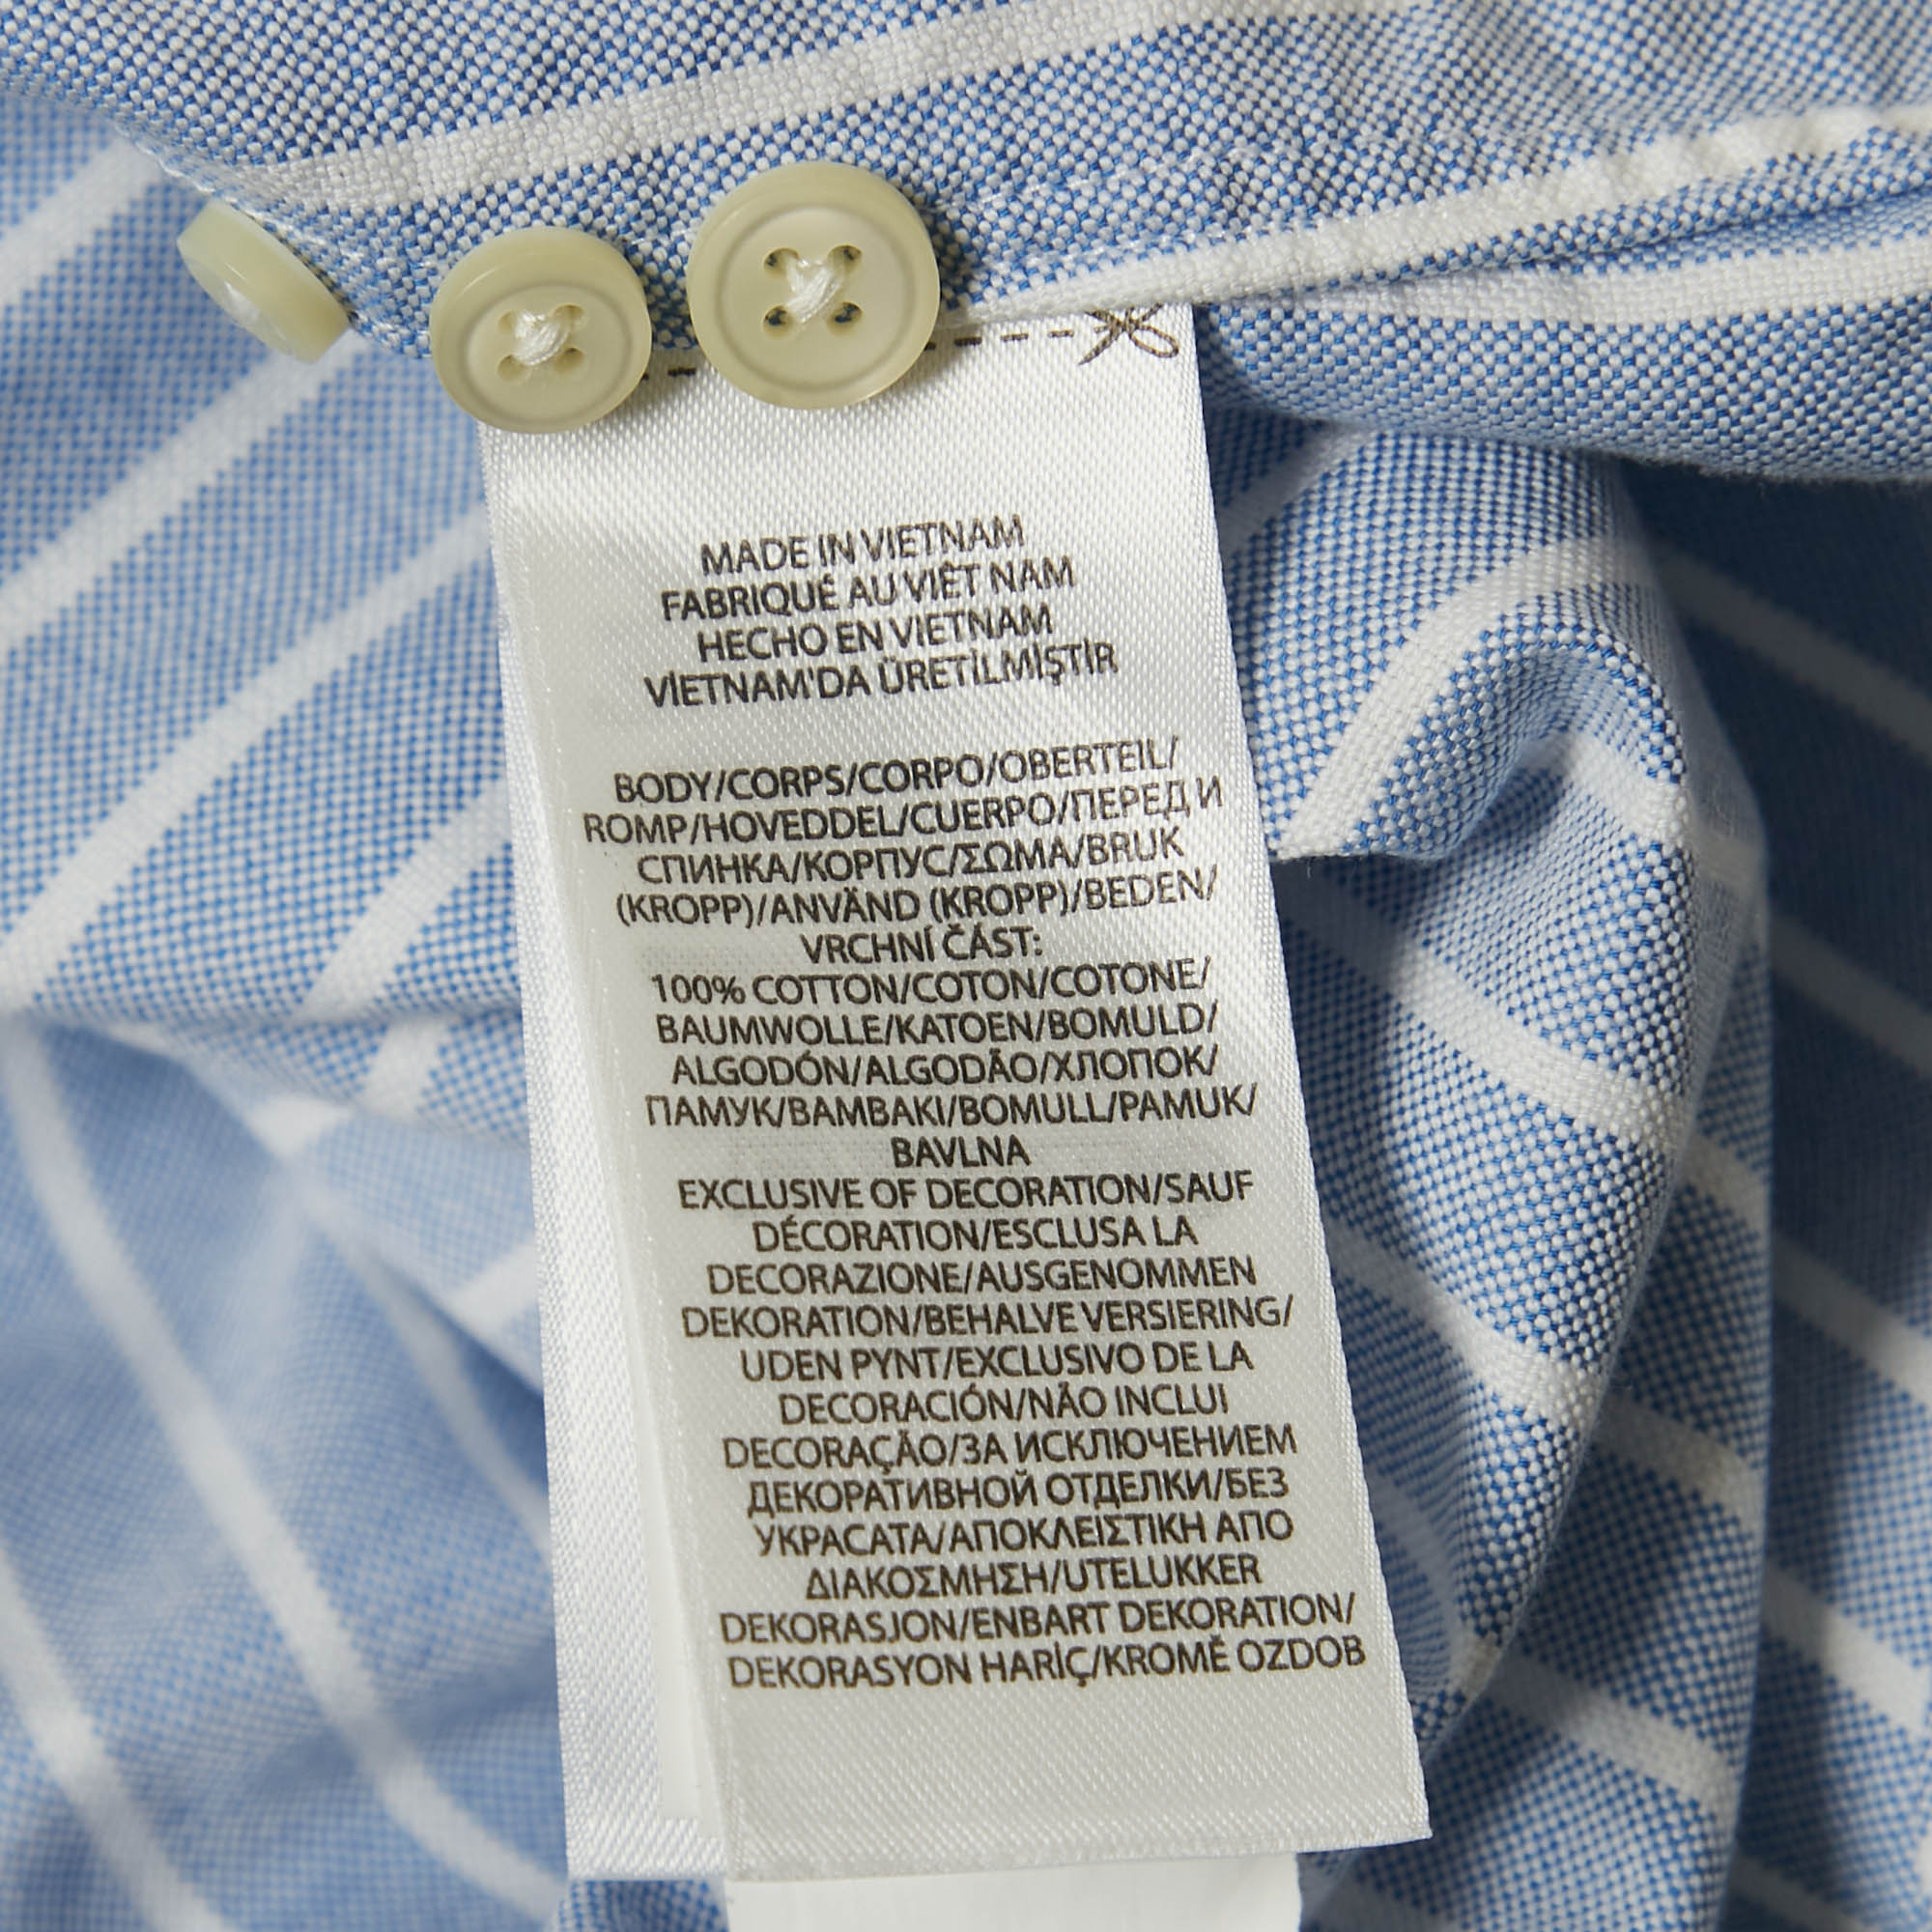 MADE IN VIETNAM
FABRIQUÉ AU VIÊT NAM
HECHO EN VIETNAM
VİETNAM'DA ÜRETİLMİŞTİR
BODY/CORPS/CORPO/OBERTEIL/
ROMP/HOVEDDEL/CUERPO/ПЕРЕД И
СПИНКА/КОРПУС/ΣΩΜΑ/BRUK
(KROPP)/ANVÄND (KROPP)/BEDEN/
VRCHNÍ ČÁST:
100% COTTON/COTON/COTONE/
BAUMWOLLE/KATOEN/BOMULD/
ALGODÓN/ALGODÃO/ХЛОПОК/
ПАМУК/ΒΑΜΒΑΚΙ/BOMULL/PAMUK/
BAVLNA
EXCLUSIVE OF DECORATION/SAUF
DÉCORATION/ESCLUSA LA
DECORAZIONE/AUSGENOMMEN
DEKORATION/BEHALVE VERSIERING/
UDEN PYNT/EXCLUSIVO DE LA
DECORACIÓN/NÃO INCLUI
DECORAÇÃO/ЗА ИСКЛЮЧЕНИЕМ
ДЕКОРАТИВНОЙ ОТДЕЛКИ/БЕЗ
УКРАСАТА/ΑΠΟΚΛΕΙΣΤΙΚΗ ΑΠΟ
ΔΙΑΚΟΣΜΗΣΗ/UTELUKKER
DEKORASJON/ENBART DEKORATION/
DEKORASYON HARİÇ/KROMĚ OZDOB